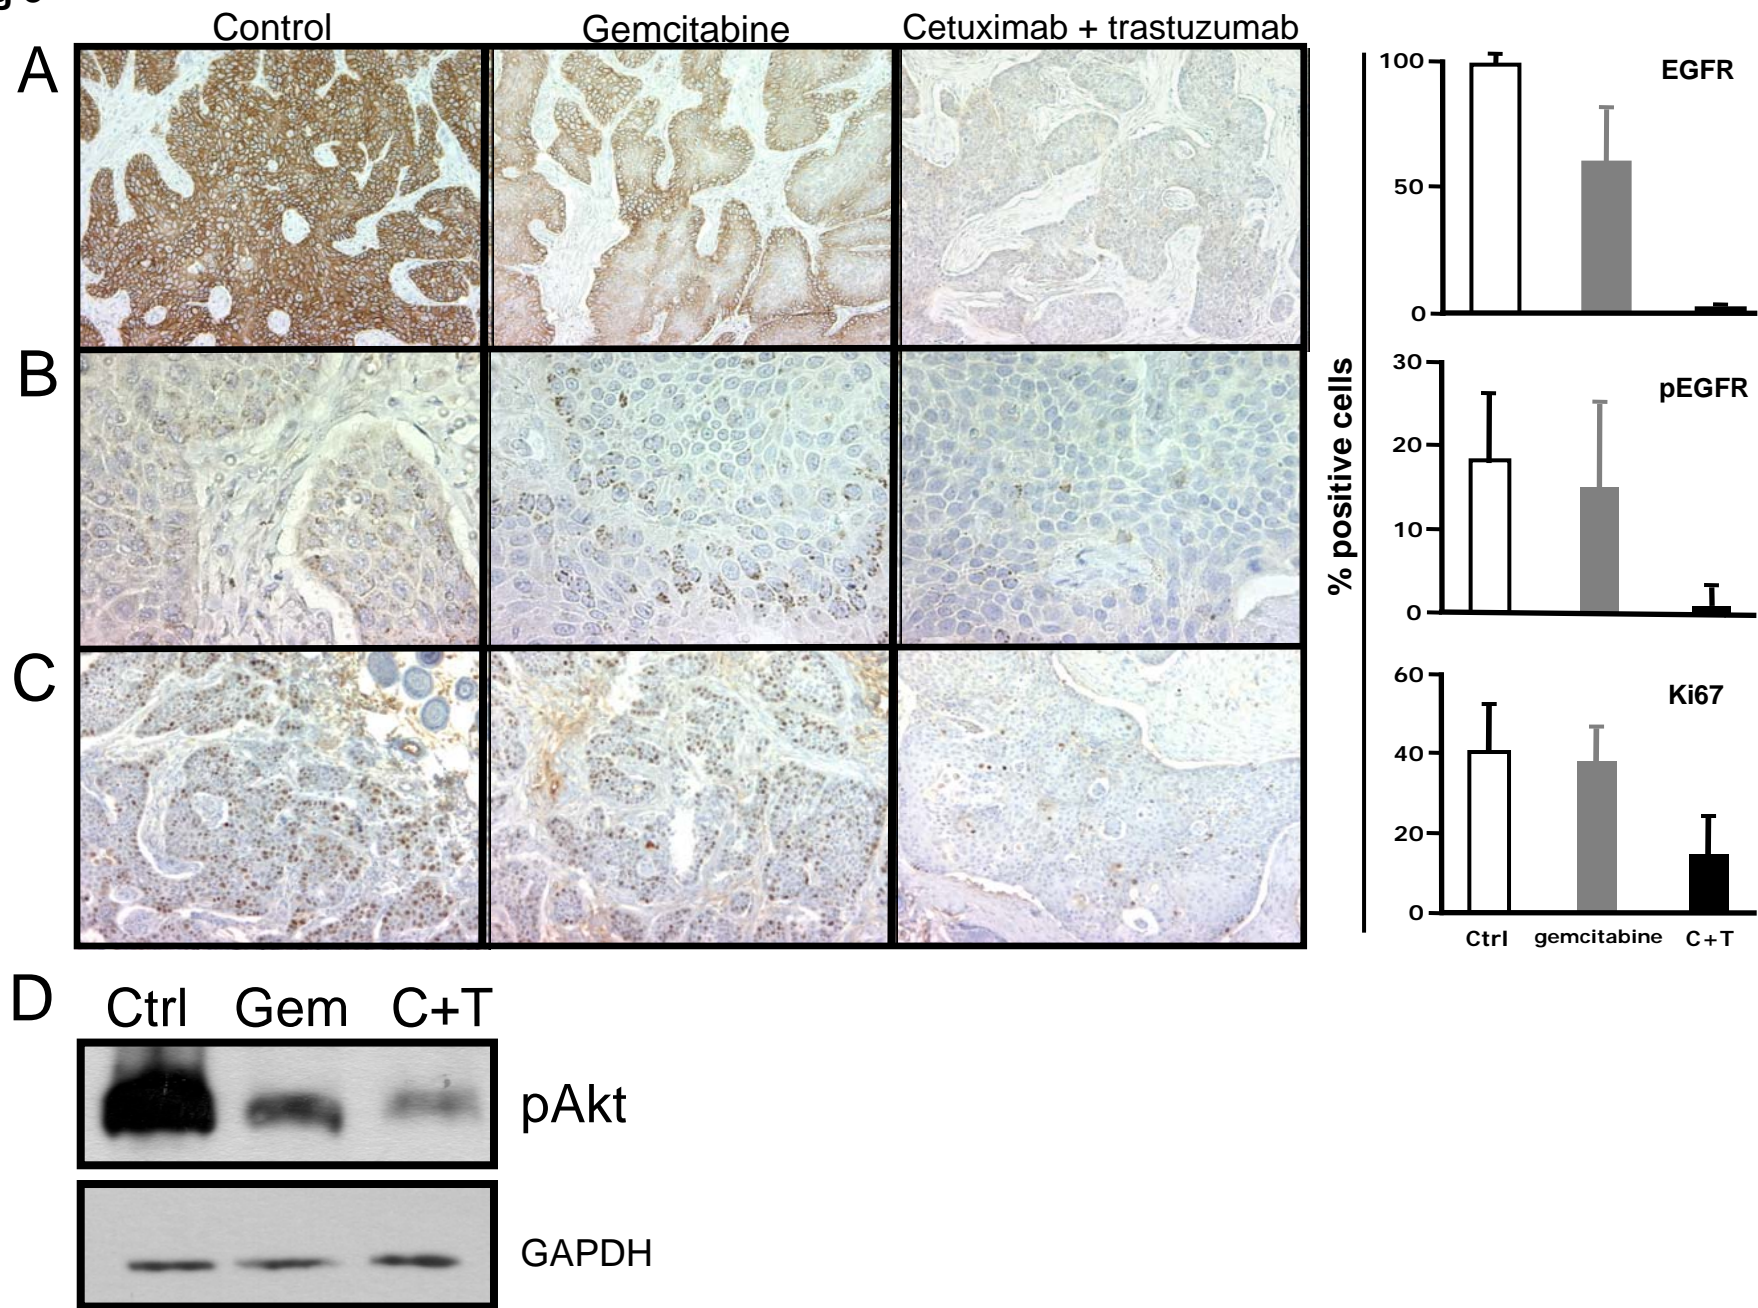 Control Gemcitabine Cetuximab + trastuzumab
A
B
C
% positive cells
100
50
0
EGFR
30
20
10
0
pEGFR
60
40
20
0
Ki67
Ctrl gemcitabine C+T
D
Ctrl Gem C+T
pAkt
GAPDH